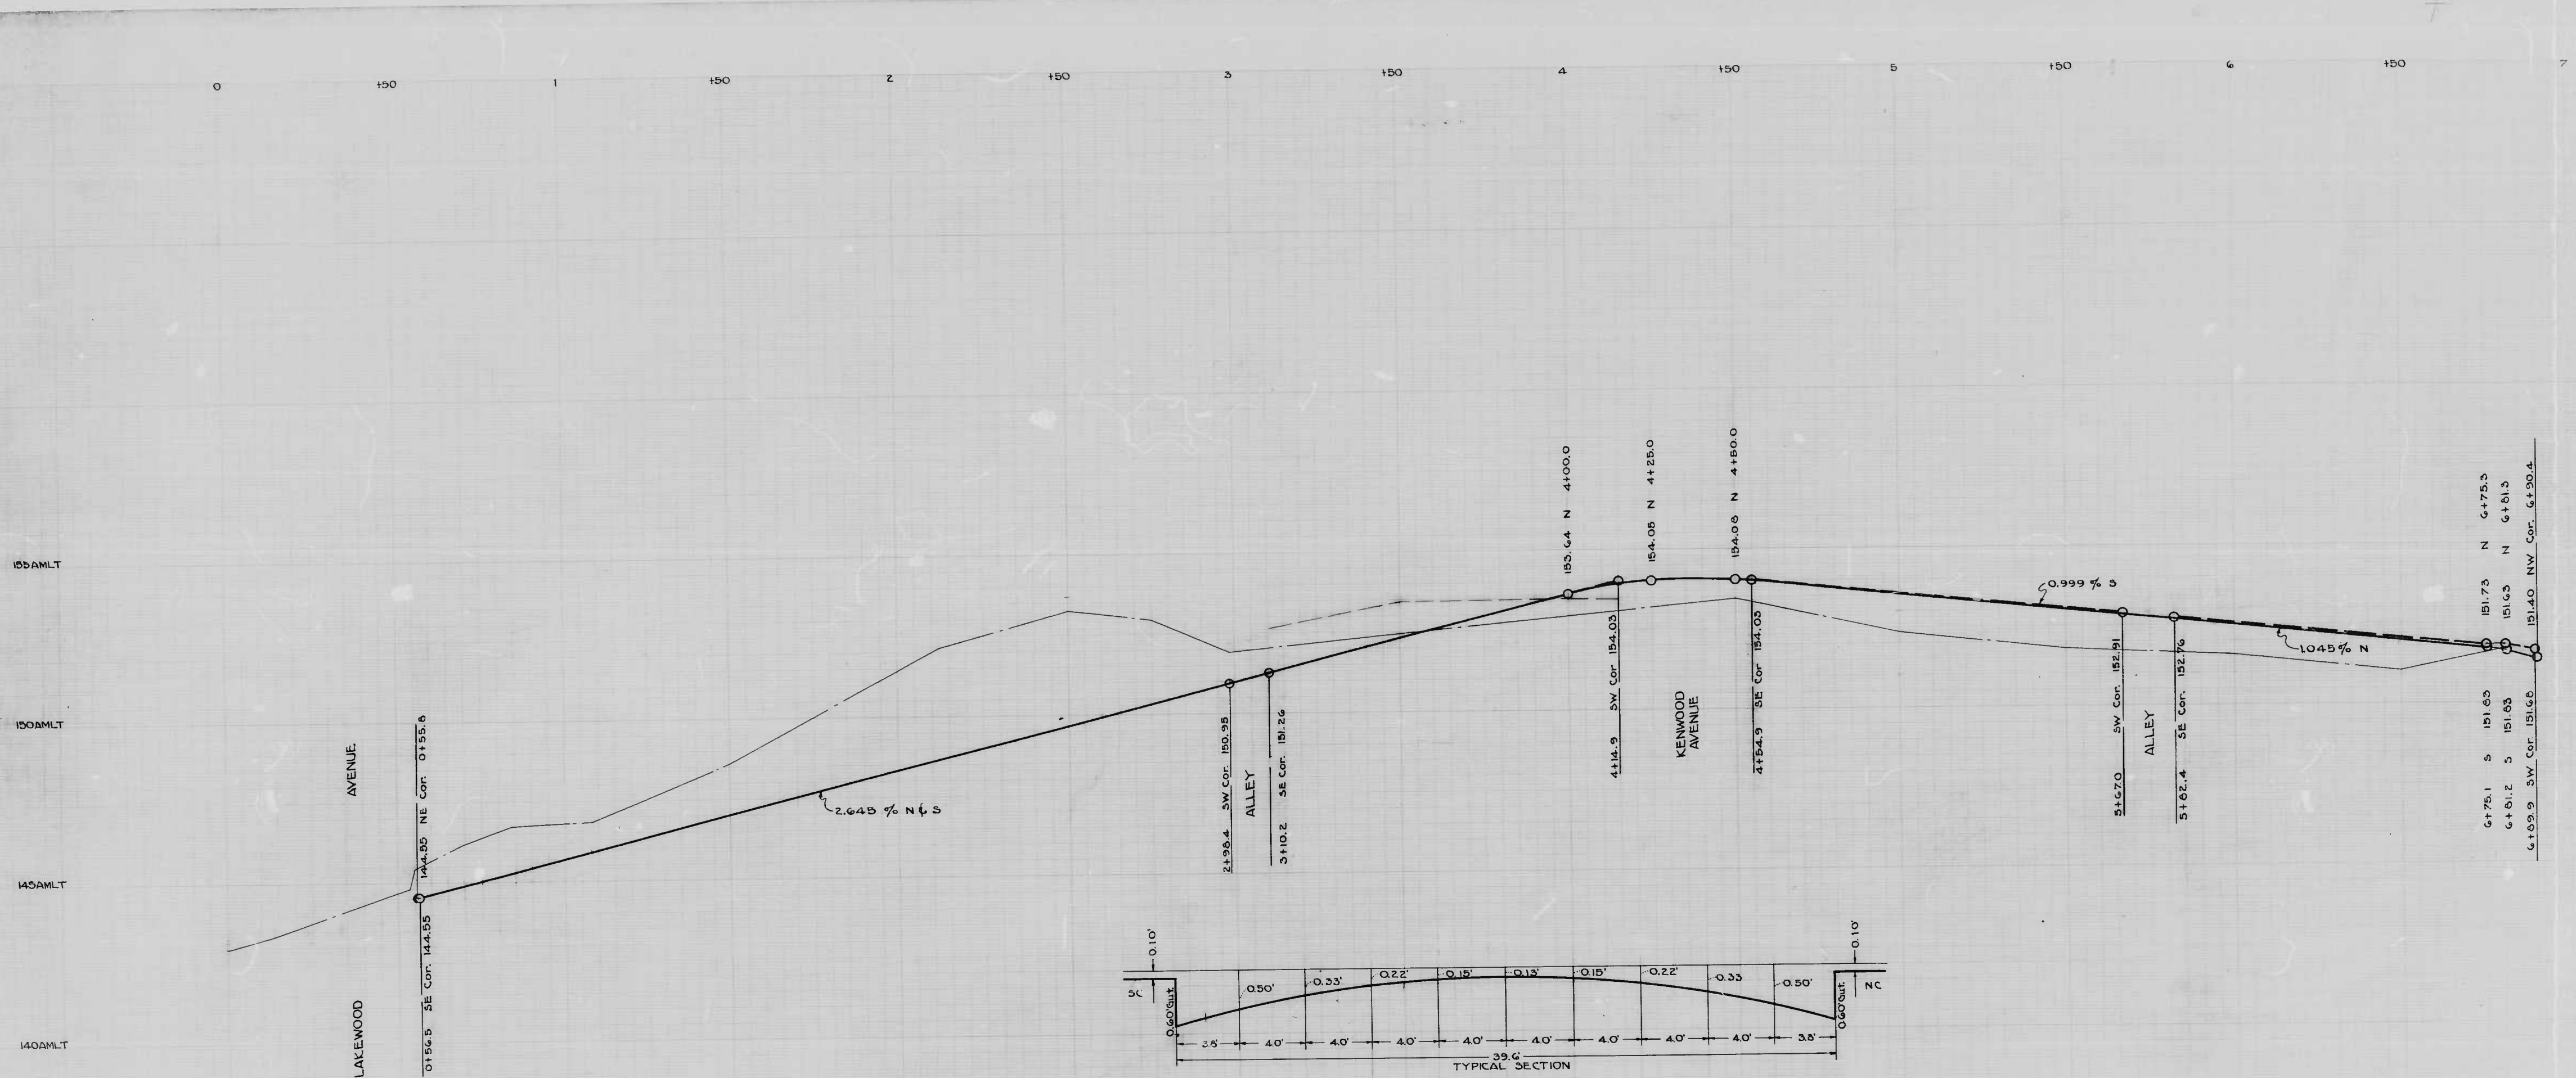 0 +50 1 +50 2 +50 3 +50 4 +50 5 +50 6 +50 7
155AMLT
150AMLT
145AMLT
140AMLT
LAKEWOOD AVENUE
144.55 NE Cor. 0+55.8
0+56.5 SE Cor. 144.55
2.645 % N & S
2+98.4 SW Cor. 150.95
ALLEY
3+10.2 SE Cor. 151.26
153.64 N 4+00.0
4+14.9 SW Cor 154.03
154.05 N 4+25.0
KENWOOD
AVENUE
154.08 N 4+50.0
4+54.9 SE Cor 154.03
0.999 % S
5+67.0 SW Cor. 152.91
ALLEY
5+82.4 SE Cor. 152.76
1.045 % N
151.73 N 6+75.3
151.63 N 6+81.3
151.40 NW Cor. 6+90.4
6+75.1 S 151.83
6+81.2 S 151.83
6+89.9 SW Cor. 151.68
0.10' 0.10'
SC NC
0.60' Gut. 0.50' 0.33' 0.22' 0.15' 0.13' 0.15' 0.22' 0.33 0.50' 0.60' Gut.
3.8' 4.0' 4.0' 4.0' 4.0' 4.0' 4.0' 4.0' 4.0' 3.8'
39.6'
TYPICAL SECTION